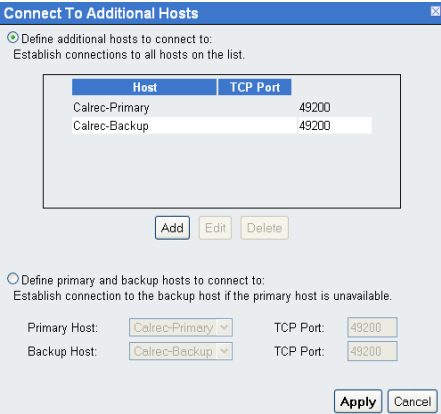 Connect To Additional Hosts
Define additional hosts to connect to:
Establish connections to all hosts on the list.
Host TCP Port
Calrec-Primary 49200
Calrec-Backup 49200
Add Edit Delete
Define primary and backup hosts to connect to:
Establish connection to the backup host if the primary host is unavailable.
Primary Host: Calrec-Primary TCP Port: 49200
Backup Host: Calrec-Backup TCP Port: 49200
Apply Cancel